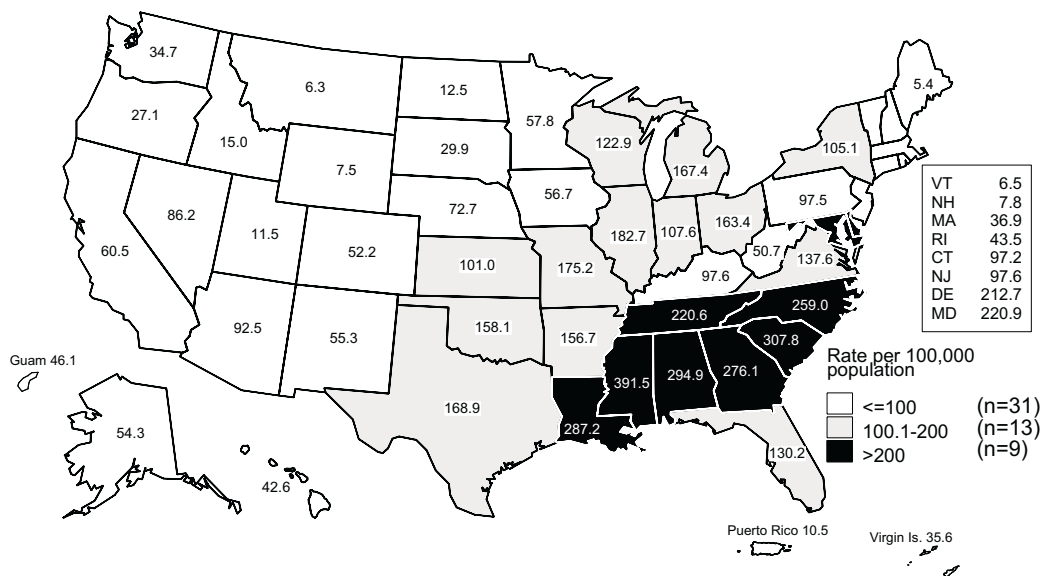 34.7
6.3
12.5
57.8
5.4
27.1
15.0
29.9
122.9
105.1
7.5
167.4
56.7
97.5
86.2
72.7
163.4
60.5
11.5
52.2
182.7
107.6
50.7
137.6
101.0
175.2
97.6
92.5
55.3
158.1
156.7
220.6
259.0
307.8
391.5
294.9
276.1
168.9
287.2
130.2
VT 6.5
NH 7.8
MA 36.9
RI 43.5
CT 97.2
NJ 97.6
DE 212.7
MD 220.9
Guam 46.1
54.3
42.6
Rate per 100,000
population
<=100 (n=31)
100.1-200 (n=13)
>200 (n=9)
Puerto Rico 10.5
Virgin Is. 35.6